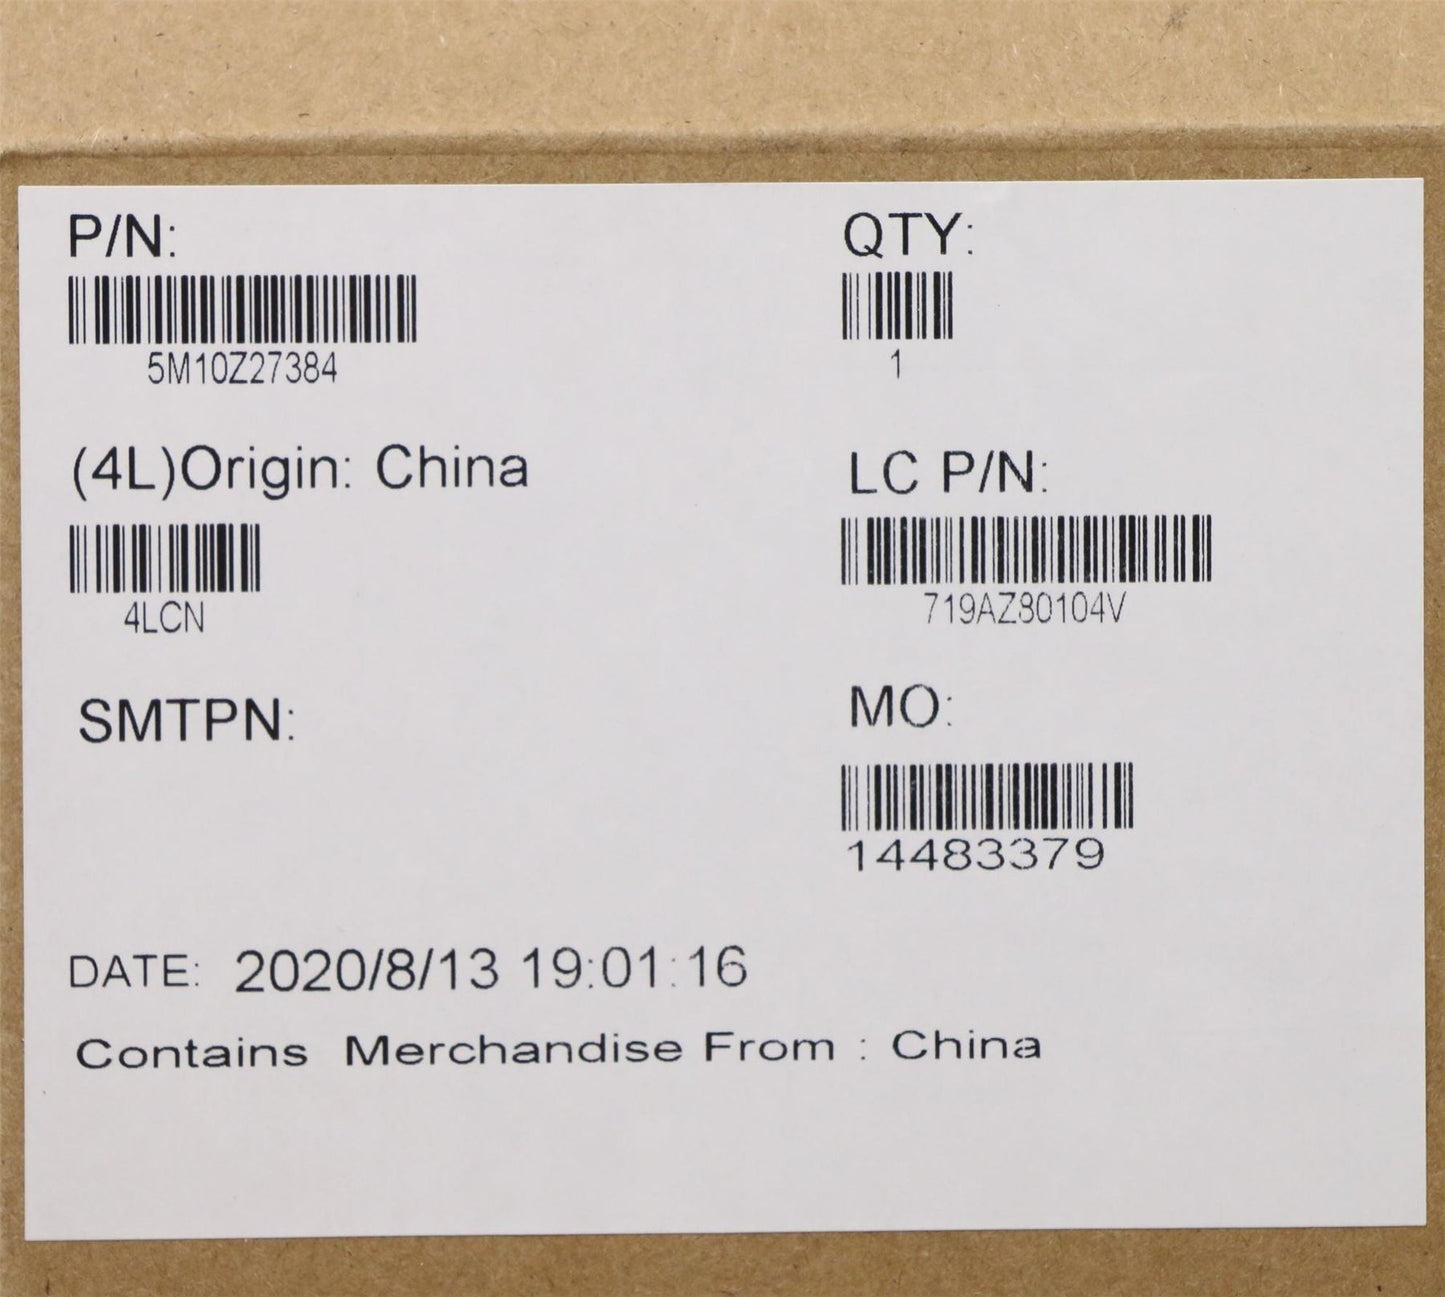 P/N:
5M10Z27384
QTY:
1
(4L)Origin: China
4LCN
LC P/N:
719AZ80104V
SMTPN:
MO:
14483379
DATE: 2020/8/13 19:01:16
Contains Merchandise From : China